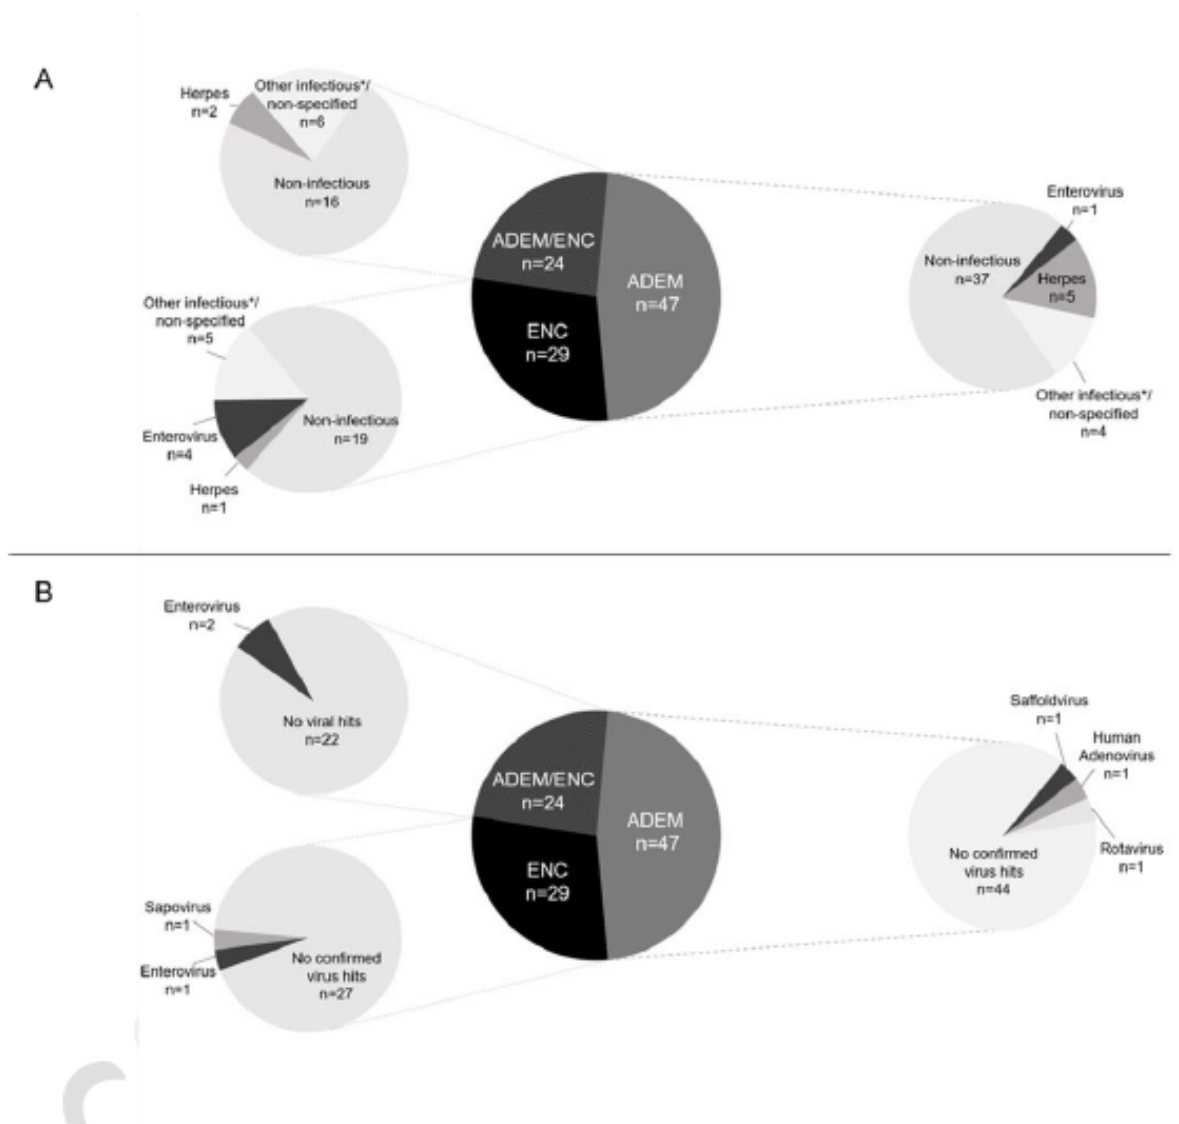 A
Herpes
n=2
Other infectious*/
non-specified
n=6
Non-infectious
n=16
ADEM/ENC
n=24
ADEM
n=47
ENC
n=29
Enterovirus
n=1
Non-infectious
n=37
Herpes
n=5
Other infectious*/
non-specified
n=4
Other infectious*/
non-specified
n=5
Non-infectious
n=19
Enterovirus
n=4
Herpes
n=1
B
Enterovirus
n=2
No viral hits
n=22
ADEM/ENC
n=24
ADEM
n=47
ENC
n=29
Saffoldvirus
n=1
Human
Adenovirus
n=1
Rotavirus
n=1
No confirmed
virus hits
n=44
Sapovirus
n=1
Enterovirus
n=1
No confirmed
virus hits
n=27